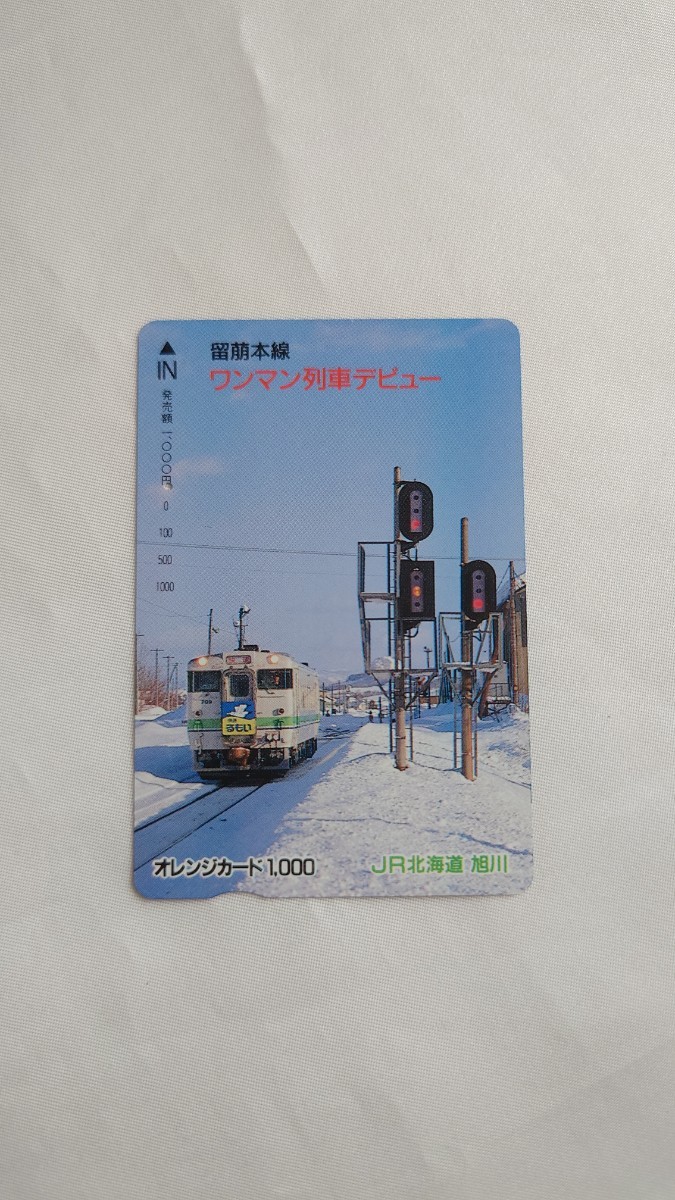 IN
発売額一、〇〇〇円
0
100
500
1000
留萠本線
ワンマン列車デビュー
るもい
オレンジカード1,000
JR北海道 旭川